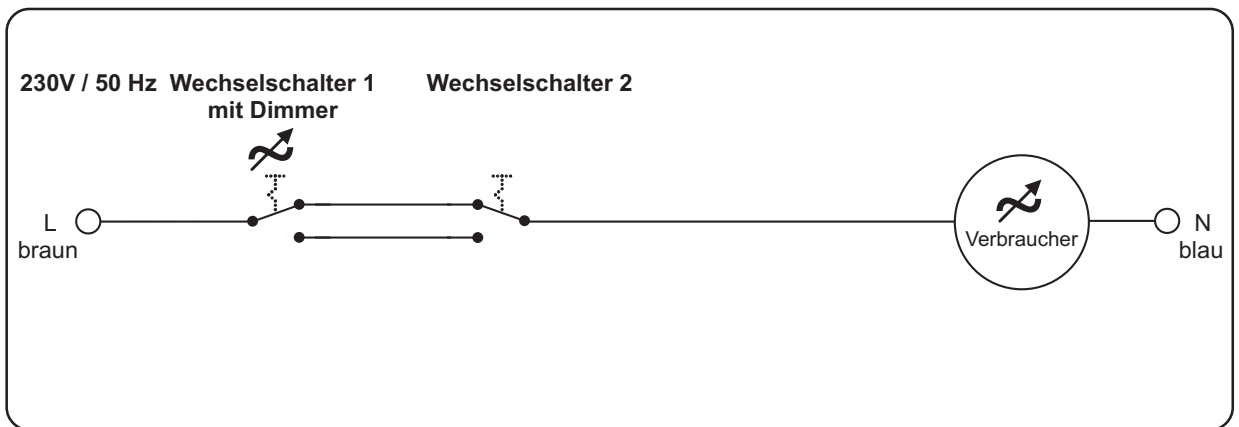 230V / 50 Hz Wechselschalter 1 Wechselschalter 2
mit Dimmer
L
braun
Verbraucher
N
blau